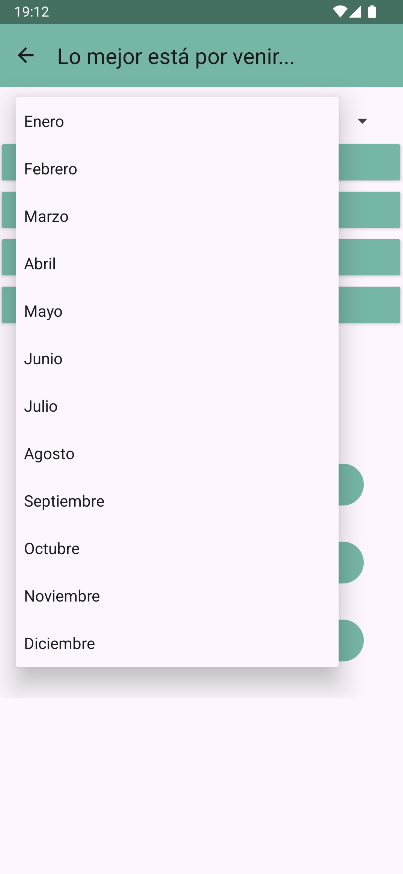 19:12
Lo mejor está por venir...
Enero
Febrero
Marzo
Abril
Mayo
Junio
Julio
Agosto
Septiembre
Octubre
Noviembre
Diciembre